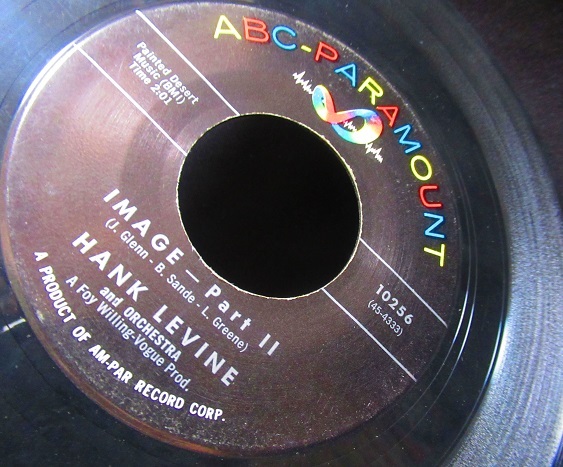 ABC-PARAMOUNT
Painted Desert
Music (BMI)
Time 2:01
10256
(45-4333)
IMAGE — Part II
(J. Glenn - B. Sande - L. Greene)
HANK LEVINE
and ORCHESTRA
A Foy Willing-Vogue Prod.
A PRODUCT OF AM-PAR RECORD CORP.